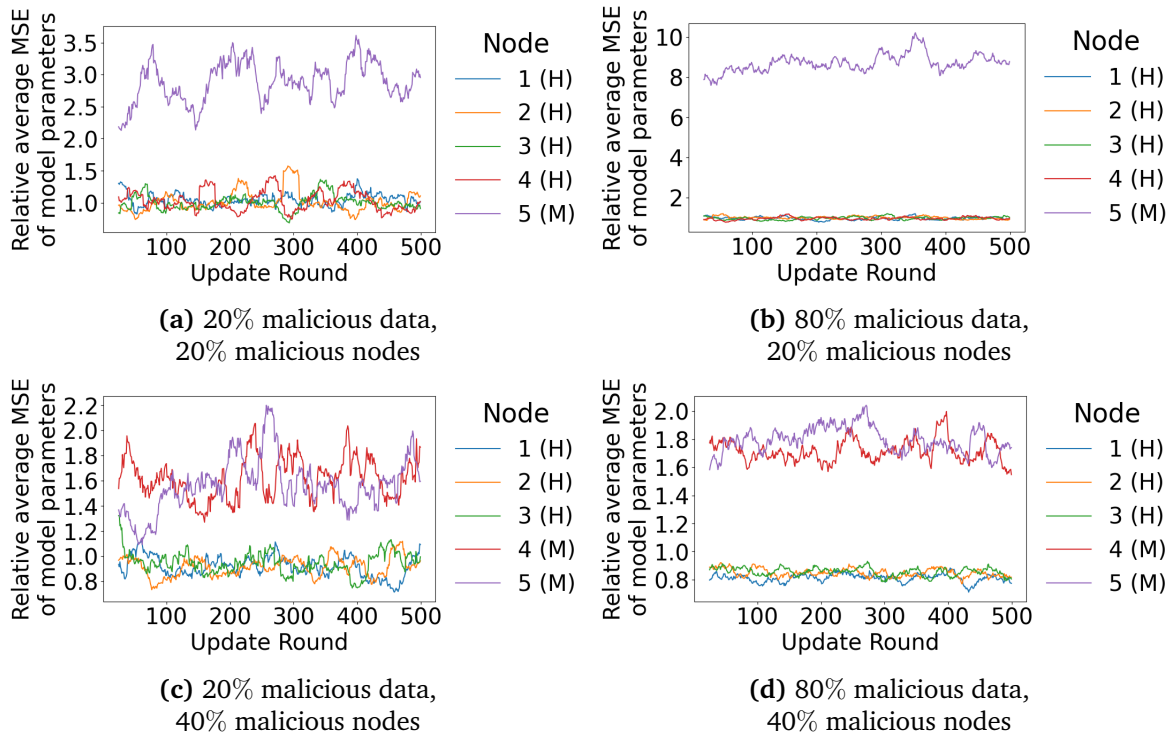 Relative average MSE
of model parameters
3.5
3.0
2.5
2.0
1.5
1.0
100 200 300 400 500
Update Round
Node
1 (H)
2 (H)
3 (H)
4 (H)
5 (M)
(a) 20% malicious data,
20% malicious nodes
Relative average MSE
of model parameters
10
8
6
4
2
100 200 300 400 500
Update Round
Node
1 (H)
2 (H)
3 (H)
4 (H)
5 (M)
(b) 80% malicious data,
20% malicious nodes
Relative average MSE
of model parameters
2.2
2.0
1.8
1.6
1.4
1.2
1.0
0.8
100 200 300 400 500
Update Round
Node
1 (H)
2 (H)
3 (H)
4 (M)
5 (M)
(c) 20% malicious data,
40% malicious nodes
Relative average MSE
of model parameters
2.0
1.8
1.6
1.4
1.2
1.0
0.8
100 200 300 400 500
Update Round
Node
1 (H)
2 (H)
3 (H)
4 (M)
5 (M)
(d) 80% malicious data,
40% malicious nodes